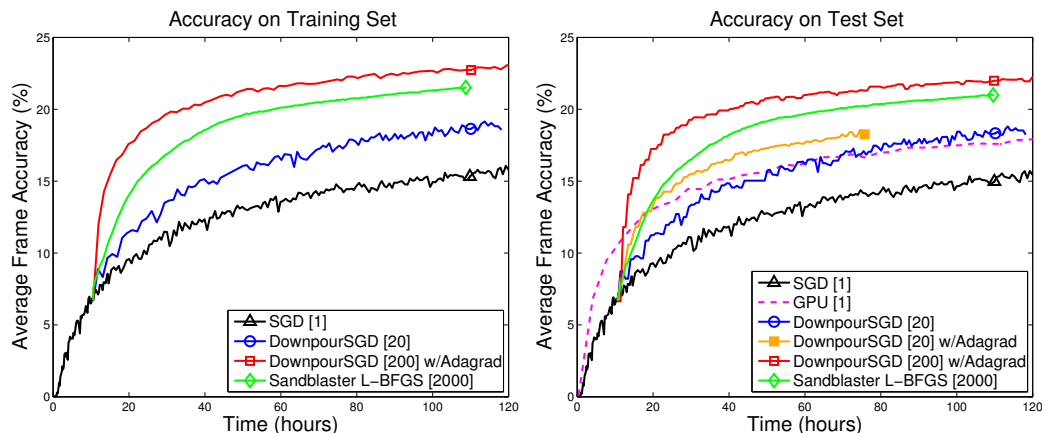 Accuracy on Training Set
Average Frame Accuracy (%)
25
20
15
10
5
0
0 20 40 60 80 100 120
Time (hours)
SGD [1]
DownpourSGD [20]
DownpourSGD [200] w/Adagrad
Sandblaster L−BFGS [2000]
Accuracy on Test Set
Average Frame Accuracy (%)
25
20
15
10
5
0
0 20 40 60 80 100 120
Time (hours)
SGD [1]
GPU [1]
DownpourSGD [20]
DownpourSGD [20] w/Adagrad
DownpourSGD [200] w/Adagrad
Sandblaster L−BFGS [2000]